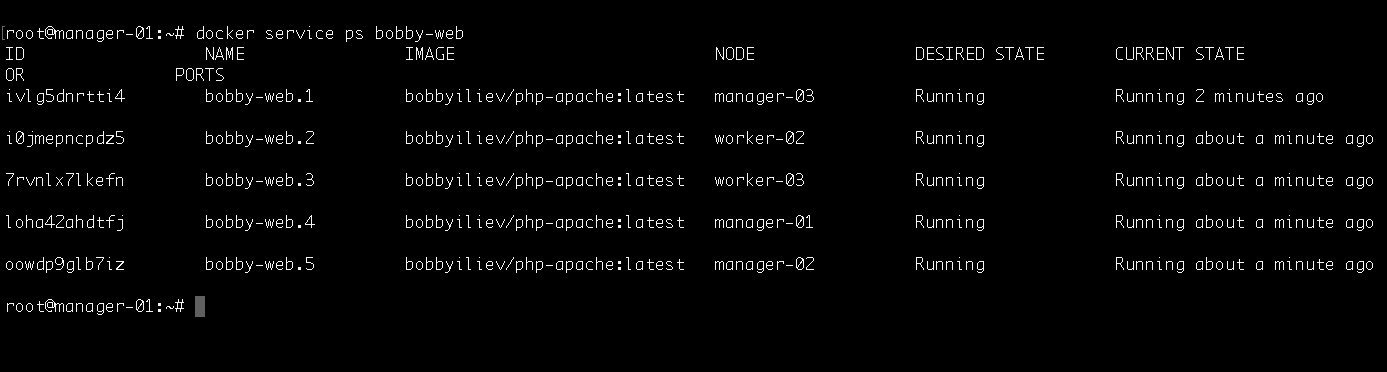 [root@manager-01:~# docker service ps bobby-web
ID                  NAME                IMAGE                          NODE                DESIRED STATE       CURRENT STATE
OR               PORTS
ivlg5dnrtti4        bobby-web.1         bobbyiliev/php-apache:latest   manager-03          Running             Running 2 minutes ago
i0jmepncpdz5        bobby-web.2         bobbyiliev/php-apache:latest   worker-02           Running             Running about a minute ago
7rvnlx7lkefn        bobby-web.3         bobbyiliev/php-apache:latest   worker-03           Running             Running about a minute ago
loha42ahdtfj        bobby-web.4         bobbyiliev/php-apache:latest   manager-01          Running             Running about a minute ago
oowdp9glb7iz        bobby-web.5         bobbyiliev/php-apache:latest   manager-02          Running             Running about a minute ago
root@manager-01:~#